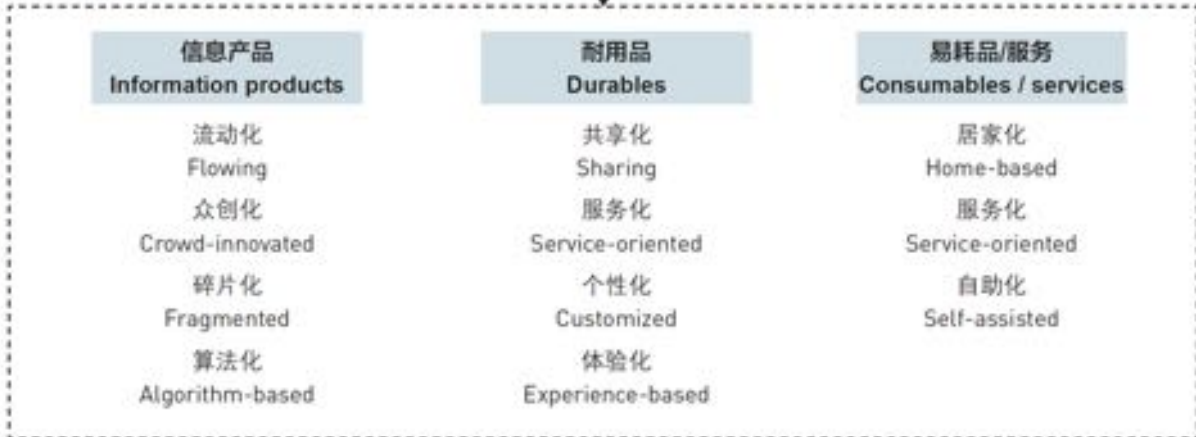 信息产品
Information products
流动化
Flowing
众创化
Crowd-innovated
碎片化
Fragmented
算法化
Algorithm-based
耐用品
Durables
共享化
Sharing
服务化
Service-oriented
个性化
Customized
体验化
Experience-based
易耗品/服务
Consumables / services
居家化
Home-based
服务化
Service-oriented
自助化
Self-assisted